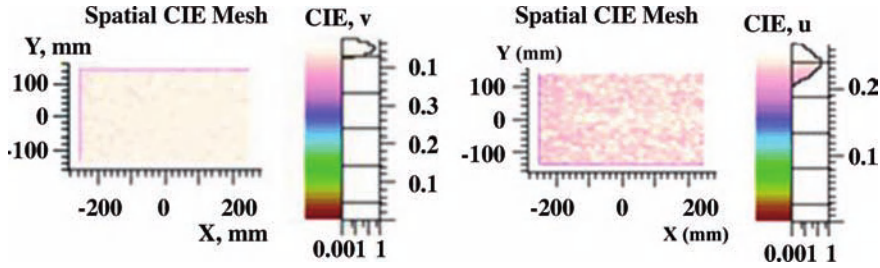 Spatial CIE Mesh
CIE, v
Y, mm
100
0
-100
-200 0 200
X, mm
0.1
0.3
0.2
0.1
0.001 1
Spatial CIE Mesh
CIE, u
Y (mm)
100
0
-100
-200 0 200
X (mm)
0.2
0.1
0.001 1